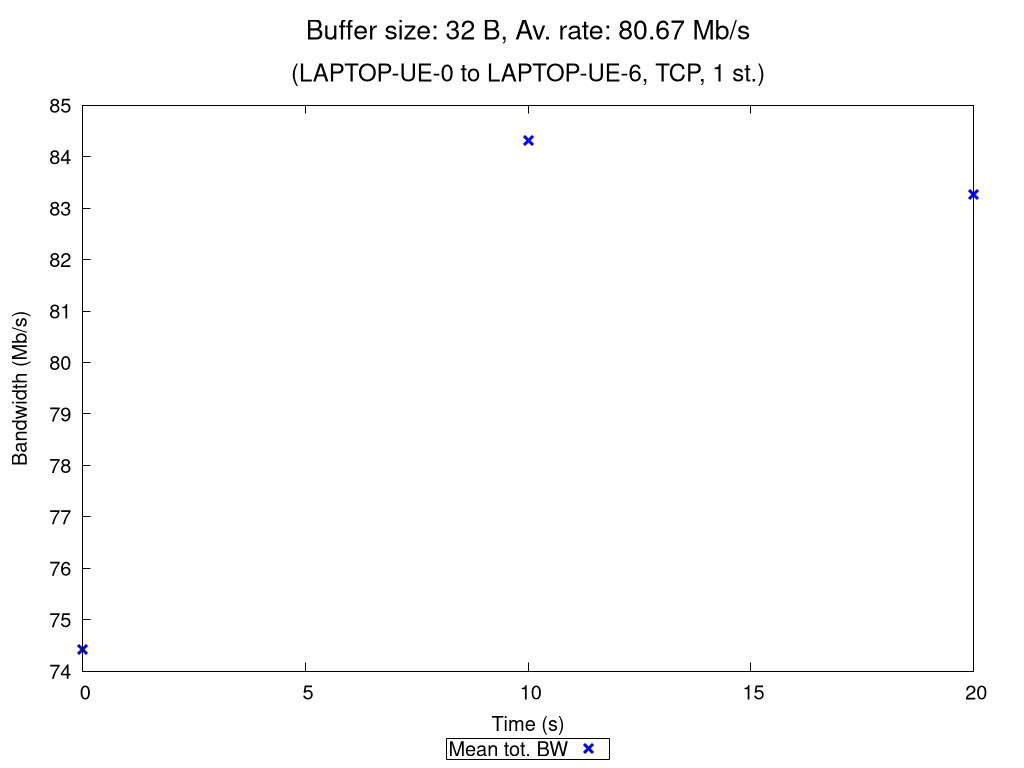 Buffer size: 32 B, Av. rate: 80.67 Mb/s
(LAPTOP-UE-0 to LAPTOP-UE-6, TCP, 1 st.)
85
84
83
82
81
80
79
78
77
76
75
74
Bandwidth (Mb/s)
0 5 10 15 20
Time (s)
Mean tot. BW